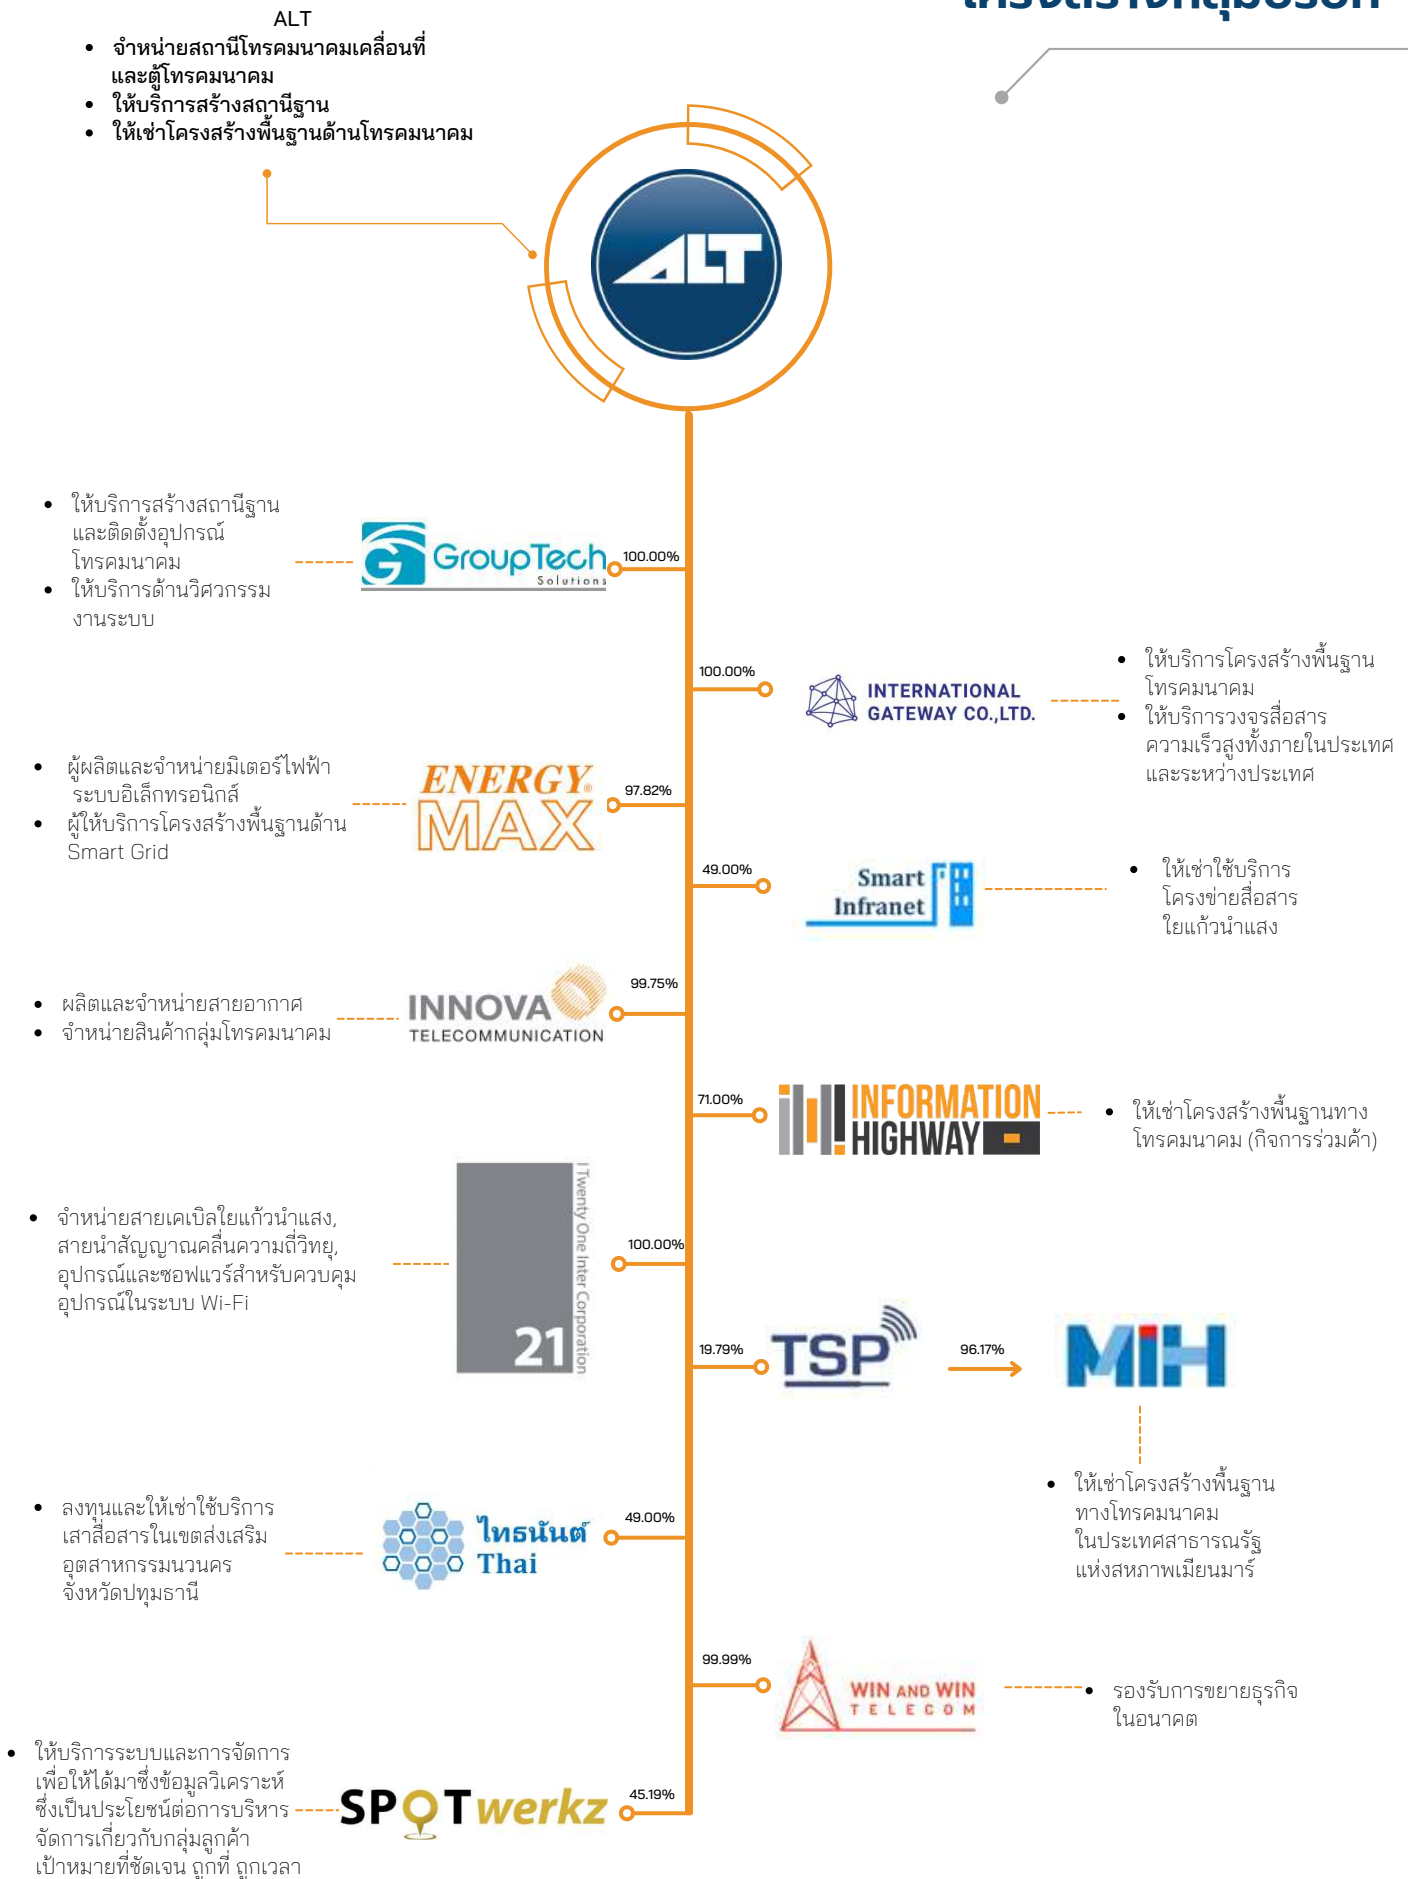 โครงสร้างกลุ่มบริษัท
ALT
• จำหน่ายสถานีโทรคมนาคมเคลื่อนที่
และตู้โทรคมนาคม
• ให้บริการสร้างสถานีฐาน
• ให้เช่าโครงสร้างพื้นฐานด้านโทรคมนาคม
ALT
• ให้บริการสร้างสถานีฐาน
และติดตั้งอุปกรณ์
โทรคมนาคม
• ให้บริการด้านวิศวกรรม
งานระบบ
GroupTech
Solutions
100.00%
100.00%
INTERNATIONAL
GATEWAY CO.,LTD.
• ให้บริการโครงสร้างพื้นฐาน
โทรคมนาคม
• ให้บริการวงจรสื่อสาร
ความเร็วสูงทั้งภายในประเทศ
และระหว่างประเทศ
• ผู้ผลิตและจำหน่ายมิเตอร์ไฟฟ้า
ระบบอิเล็กทรอนิกส์
• ผู้ให้บริการโครงสร้างพื้นฐานด้าน
Smart Grid
ENERGY®
MAX
97.82%
49.00%
Smart
Infranet
• ให้เช่าใช้บริการ
โครงข่ายสื่อสาร
ใยแก้วนำแสง
• ผลิตและจำหน่ายสายอากาศ
• จำหน่ายสินค้ากลุ่มโทรคมนาคม
INNOVA
TELECOMMUNICATION
99.75%
71.00%
INFORMATION
HIGHWAY
• ให้เช่าโครงสร้างพื้นฐานทาง
โทรคมนาคม (กิจการร่วมค้า)
• จำหน่ายสายเคเบิลใยแก้วนำแสง,
สายนำสัญญาณคลื่นความถี่วิทยุ,
อุปกรณ์และซอฟแวร์สำหรับควบคุม
อุปกรณ์ในระบบ Wi-Fi
21
I Twenty One Inter Corporation
100.00%
19.79%
TSP
96.17%
MIH
• ให้เช่าโครงสร้างพื้นฐาน
ทางโทรคมนาคม
ในประเทศสาธารณรัฐ
แห่งสหภาพเมียนมาร์
• ลงทุนและให้เช่าใช้บริการ
เสาสื่อสารในเขตส่งเสริม
อุตสาหกรรมนวนคร
จังหวัดปทุมธานี
ไทธนันต์
Thai
49.00%
99.99%
WIN AND WIN
TELECOM
• รองรับการขยายธุรกิจ
ในอนาคต
• ให้บริการระบบและการจัดการ
เพื่อให้ได้มาซึ่งข้อมูลวิเคราะห์
ซึ่งเป็นประโยชน์ต่อการบริหาร
จัดการเกี่ยวกับกลุ่มลูกค้า
เป้าหมายที่ชัดเจน ถูกที่ ถูกเวลา
SPOTwerkz
45.19%